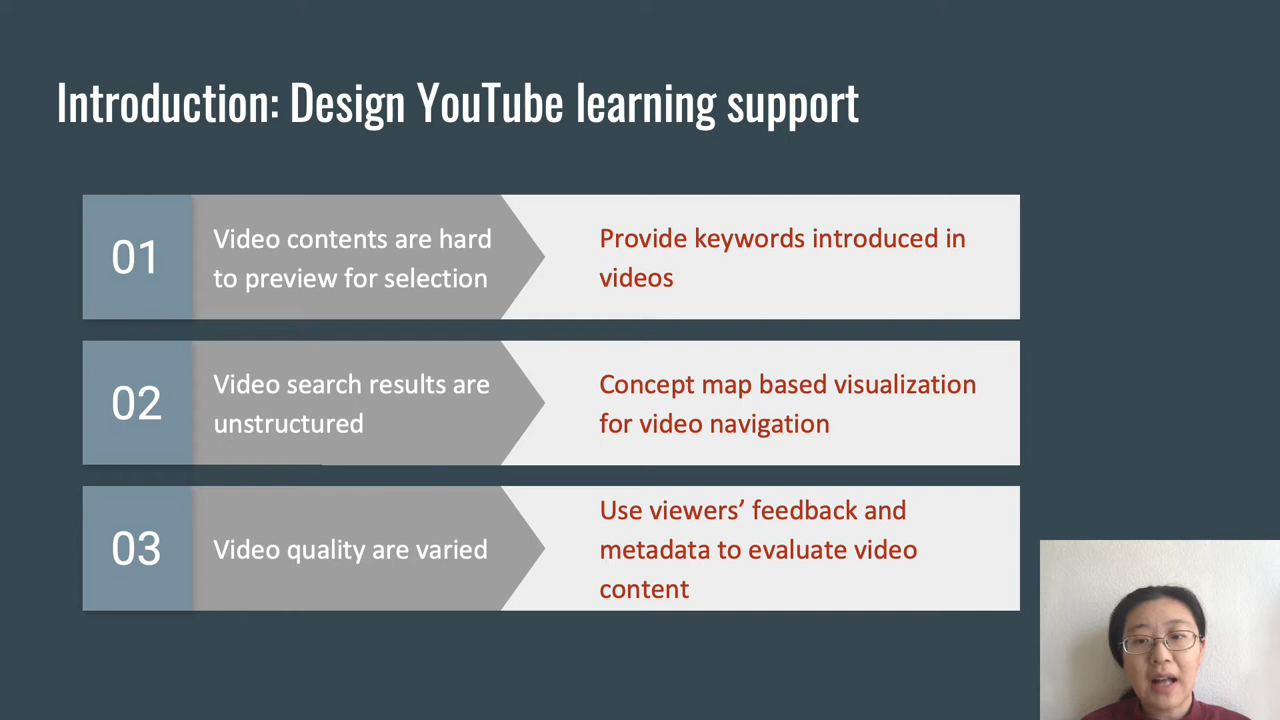 Introduction: Design YouTube learning support
01
Video contents are hard
to preview for selection
Provide keywords introduced in
videos
02
Video search results are
unstructured
Concept map based visualization
for video navigation
03
Video quality are varied
Use viewers’ feedback and
metadata to evaluate video
content